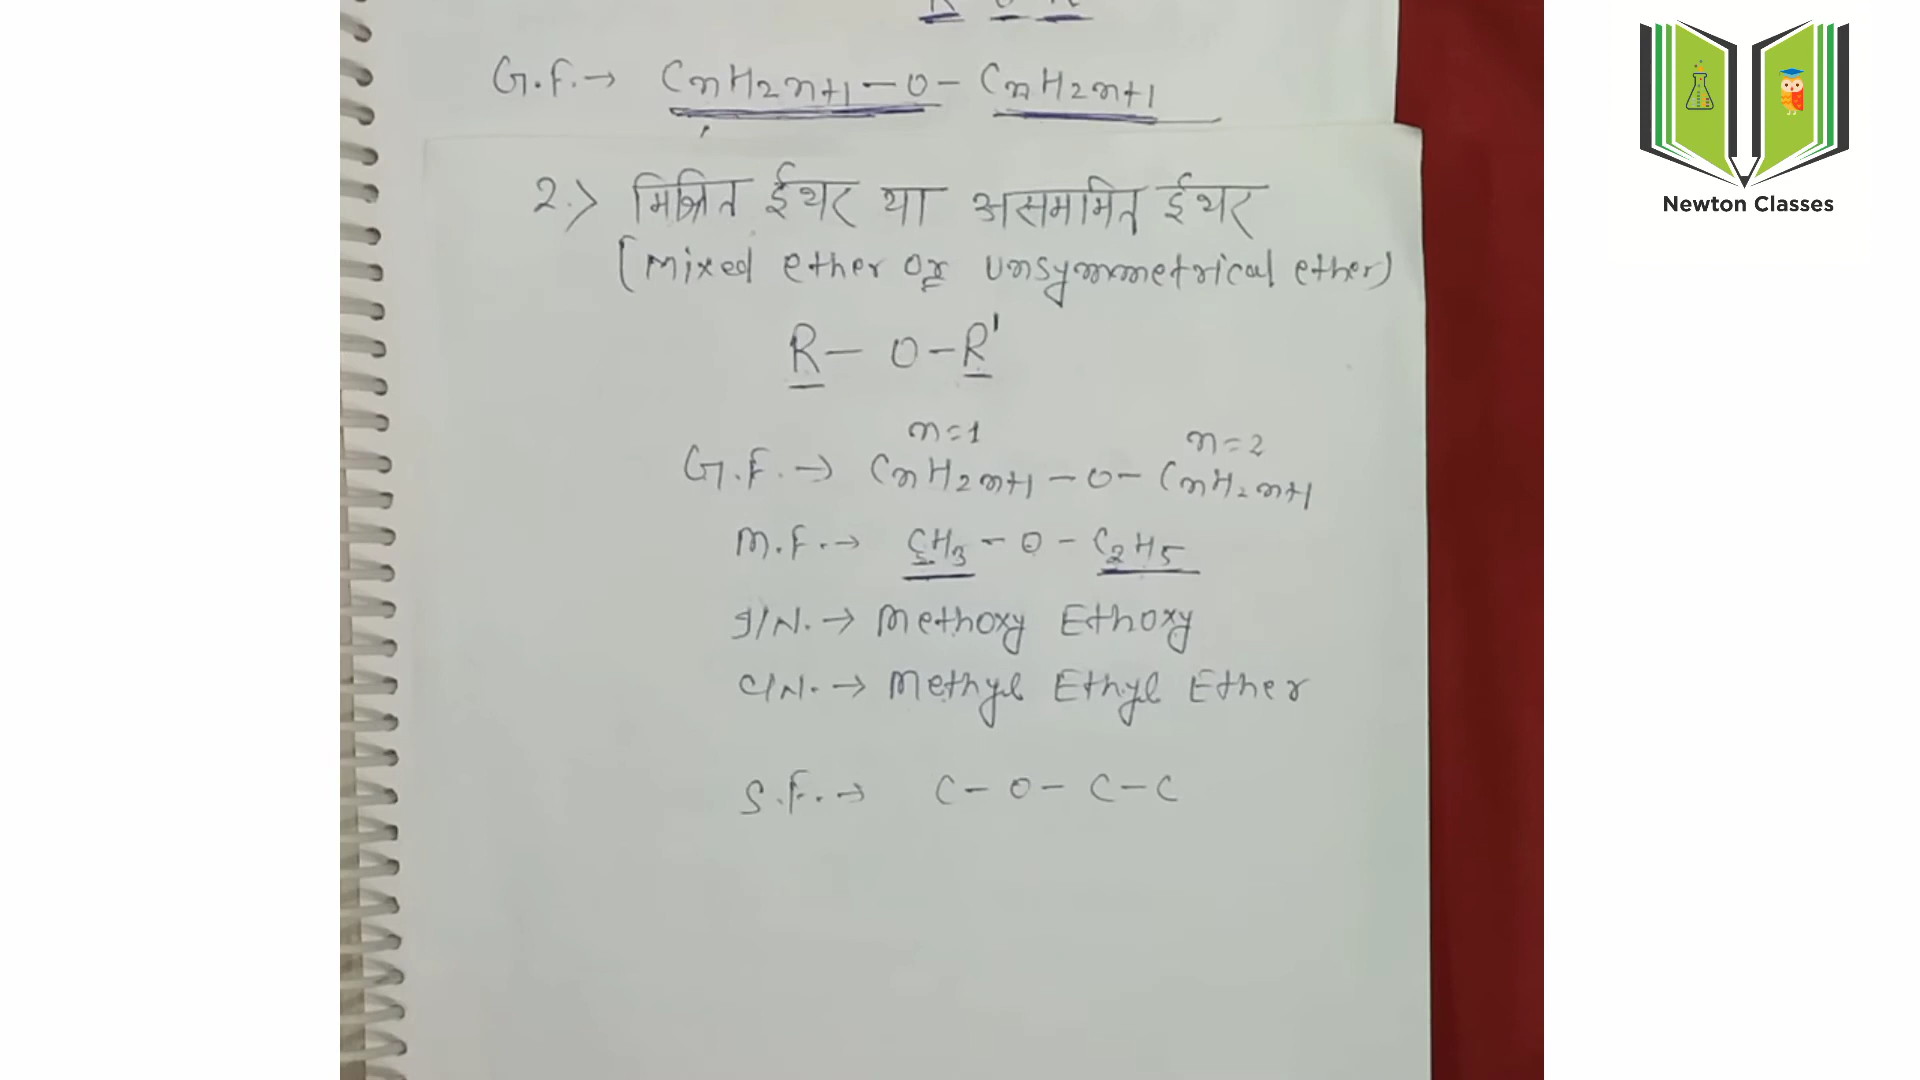 G.F. → CnH2n+1 – O – CnH2n+1
2.> मिश्रित ईथर या असममित ईथर
(Mixed ether or unsymmetrical ether)
R – O – R'
n=1 n=2
G.F. → CnH2n+1 – O – CnH2n+1
M.F. → CH3 – O – C2H5
I/N. → Methoxy Ethoxy
C/N. → Methyl Ethyl Ether
S.F. → C – O – C – C
Newton Classes